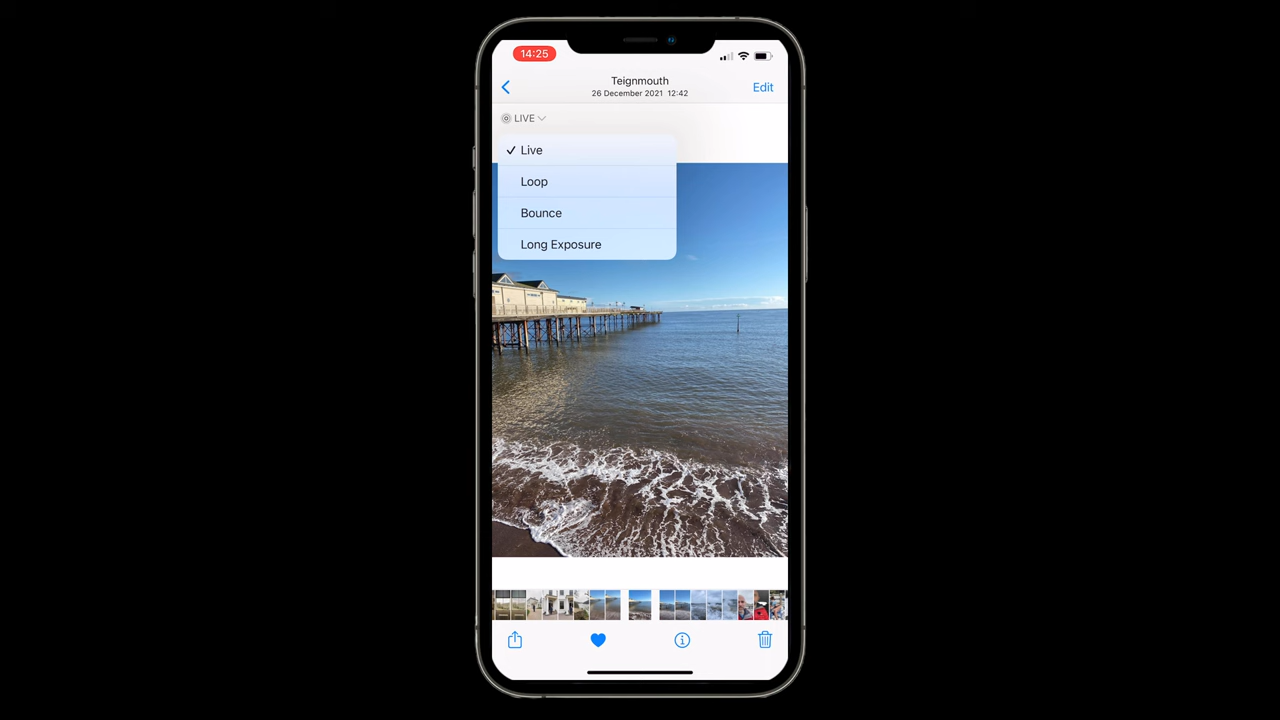 14:25
Teignmouth
26 December 2021 12:42
Edit
LIVE
Live
Loop
Bounce
Long Exposure